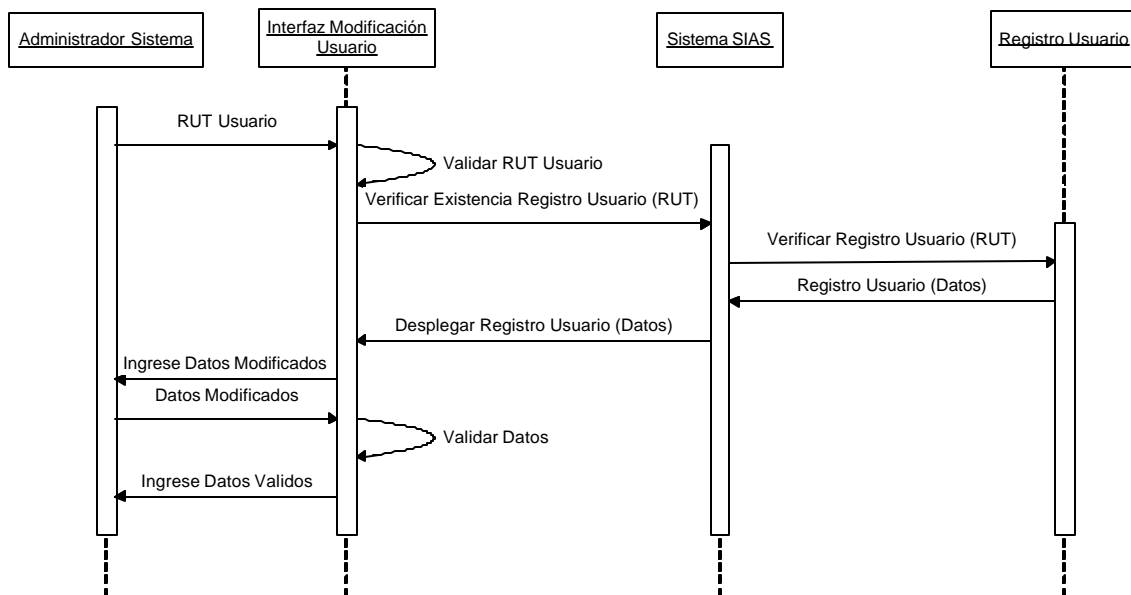 Administrador Sistema
Interfaz Modificación
Usuario
Sistema SIAS
Registro Usuario
RUT Usuario
Validar RUT Usuario
Verificar Existencia Registro Usuario (RUT)
Verificar Registro Usuario (RUT)
Registro Usuario (Datos)
Desplegar Registro Usuario (Datos)
Ingrese Datos Modificados
Datos Modificados
Validar Datos
Ingrese Datos Validos